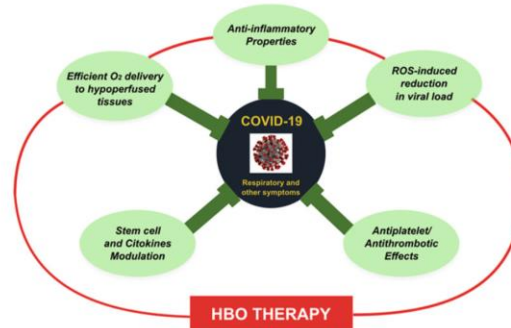 Anti-inflammatory
Properties
Efficient O₂ delivery
to hypoperfused
tissues
ROS-induced
reduction
in viral load
COVID-19
Respiratory and
other symptoms
Stem cell
and Citokines
Modulation
Antiplatelet/
Antithrombotic
Effects
HBO THERAPY